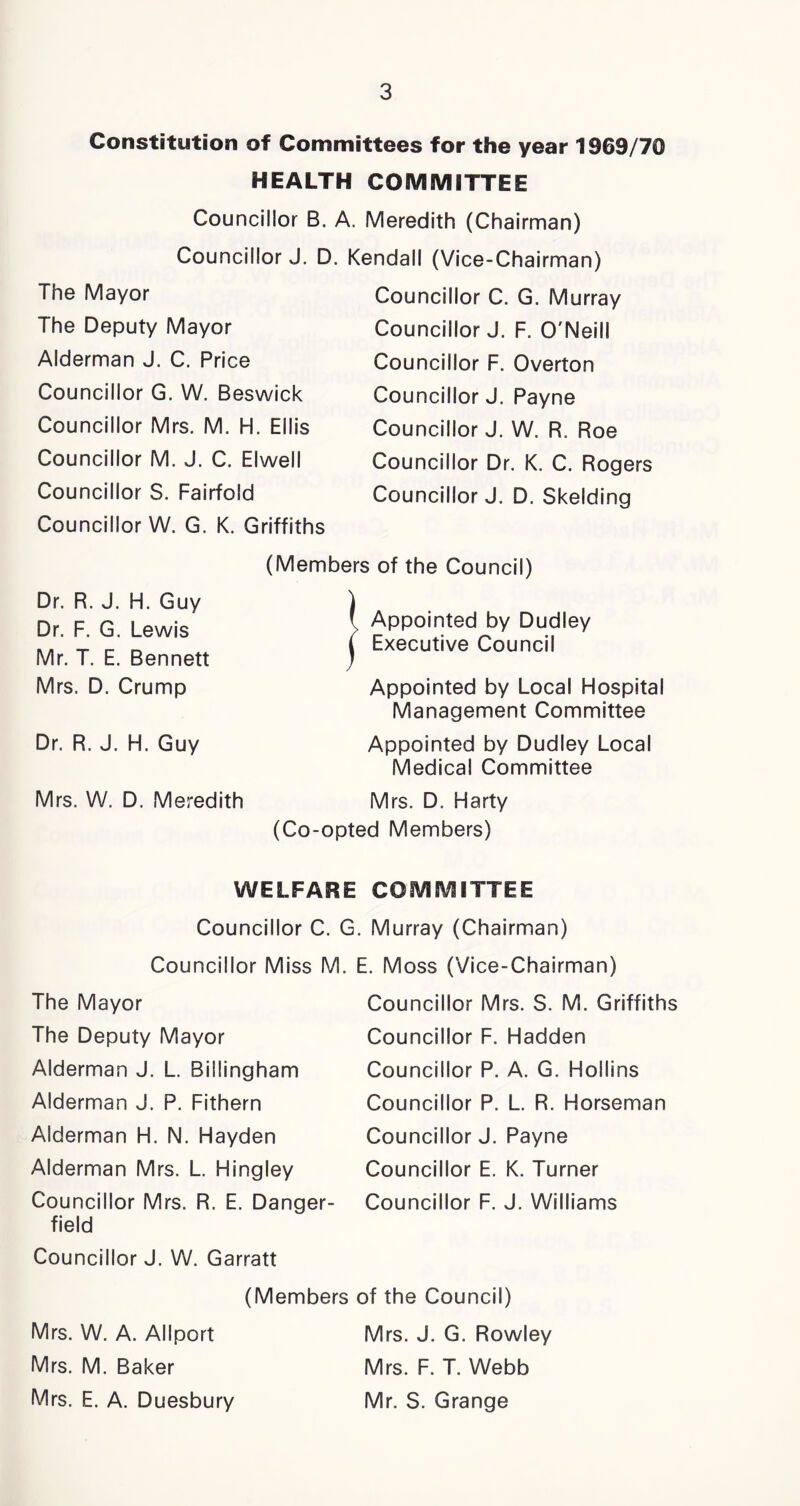 3
Constitution of Committees for the year 1969/70
HEALTH COMMITTEE
Councillor B. A. Meredith (Chairman)
Councillor J. D. Kendall (Vice-Chairman)
The Mayor
The Deputy Mayor
Alderman J. C. Price
Councillor G. W. Beswick
Councillor Mrs. M. H. Ellis
Councillor M. J. C. Elwell
Councillor S. Fairfold
Councillor W. G. K. Griffiths
Councillor C. G. Murray
Councillor J. F. O'Neill
Councillor F. Overton
Councillor J. Payne
Councillor J. W. R. Roe
Councillor Dr. K. C. Rogers
Councillor J. D. Skelding
(Members of the Council)
Dr. R. J. H. Guy
Dr. F. G. Lewis
Mr. T. E. Bennett
Appointed by Dudley
Executive Council
Mrs. D. Crump
Appointed by Local Hospital
Management Committee
Dr. R. J. H. Guy
Appointed by Dudley Local
Medical Committee
Mrs. W. D. Meredith
Mrs. D. Harty
(Co-opted Members)
WELFARE COMMITTEE
Councillor C. G. Murray (Chairman)
Councillor Miss M. E. Moss (Vice-Chairman)
The Mayor
The Deputy Mayor
Alderman J. L. Billingham
Alderman J. P. Fithern
Alderman H. N. Hayden
Alderman Mrs. L. Hingley
Councillor Mrs. R. E. Danger-
field
Councillor J. W. Garratt
Councillor Mrs. S. M. Griffiths
Councillor F. Hadden
Councillor P. A. G. Hollins
Councillor P. L. R. Horseman
Councillor J. Payne
Councillor E. K. Turner
Councillor F. J. Williams
(Members of the Council)
Mrs. W. A. Allport
Mrs. M. Baker
Mrs. E. A. Duesbury
Mrs. J. G. Rowley
Mrs. F. T. Webb
Mr. S. Grange